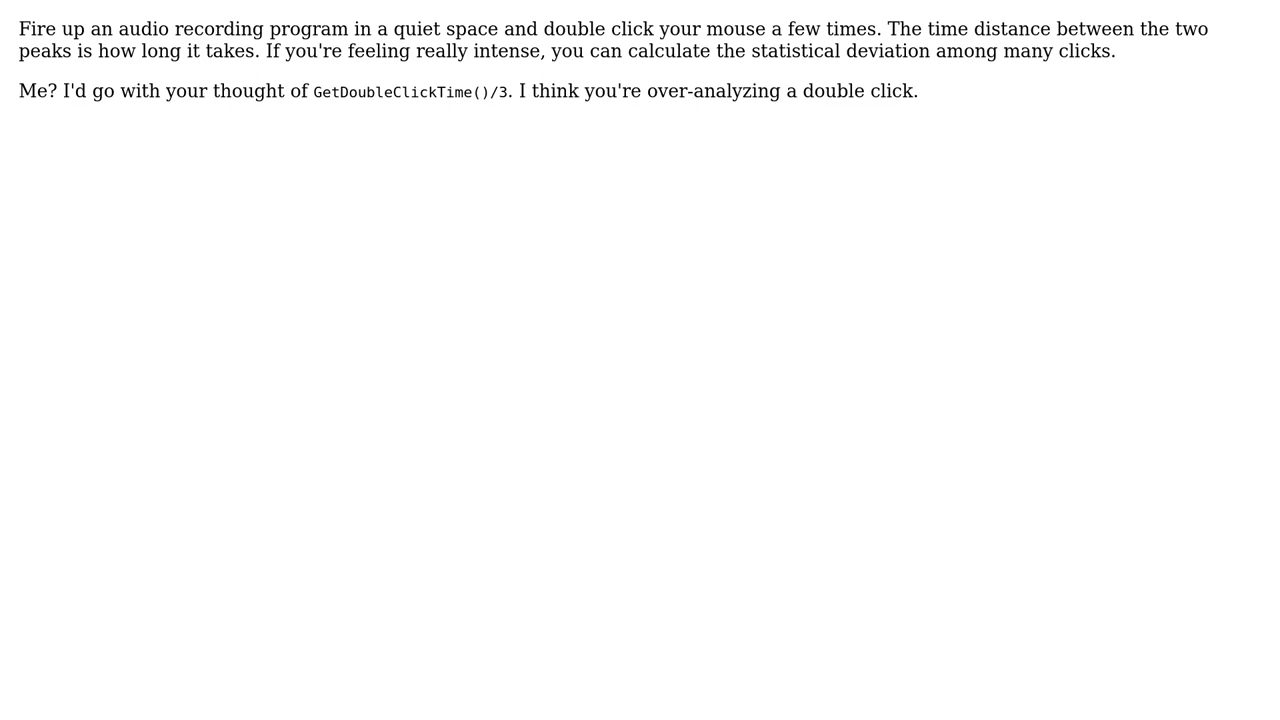 Fire up an audio recording program in a quiet space and double click your mouse a few times. The time distance between the two
peaks is how long it takes. If you're feeling really intense, you can calculate the statistical deviation among many clicks.
Me? I'd go with your thought of GetDoubleClickTime()/3. I think you're over-analyzing a double click.